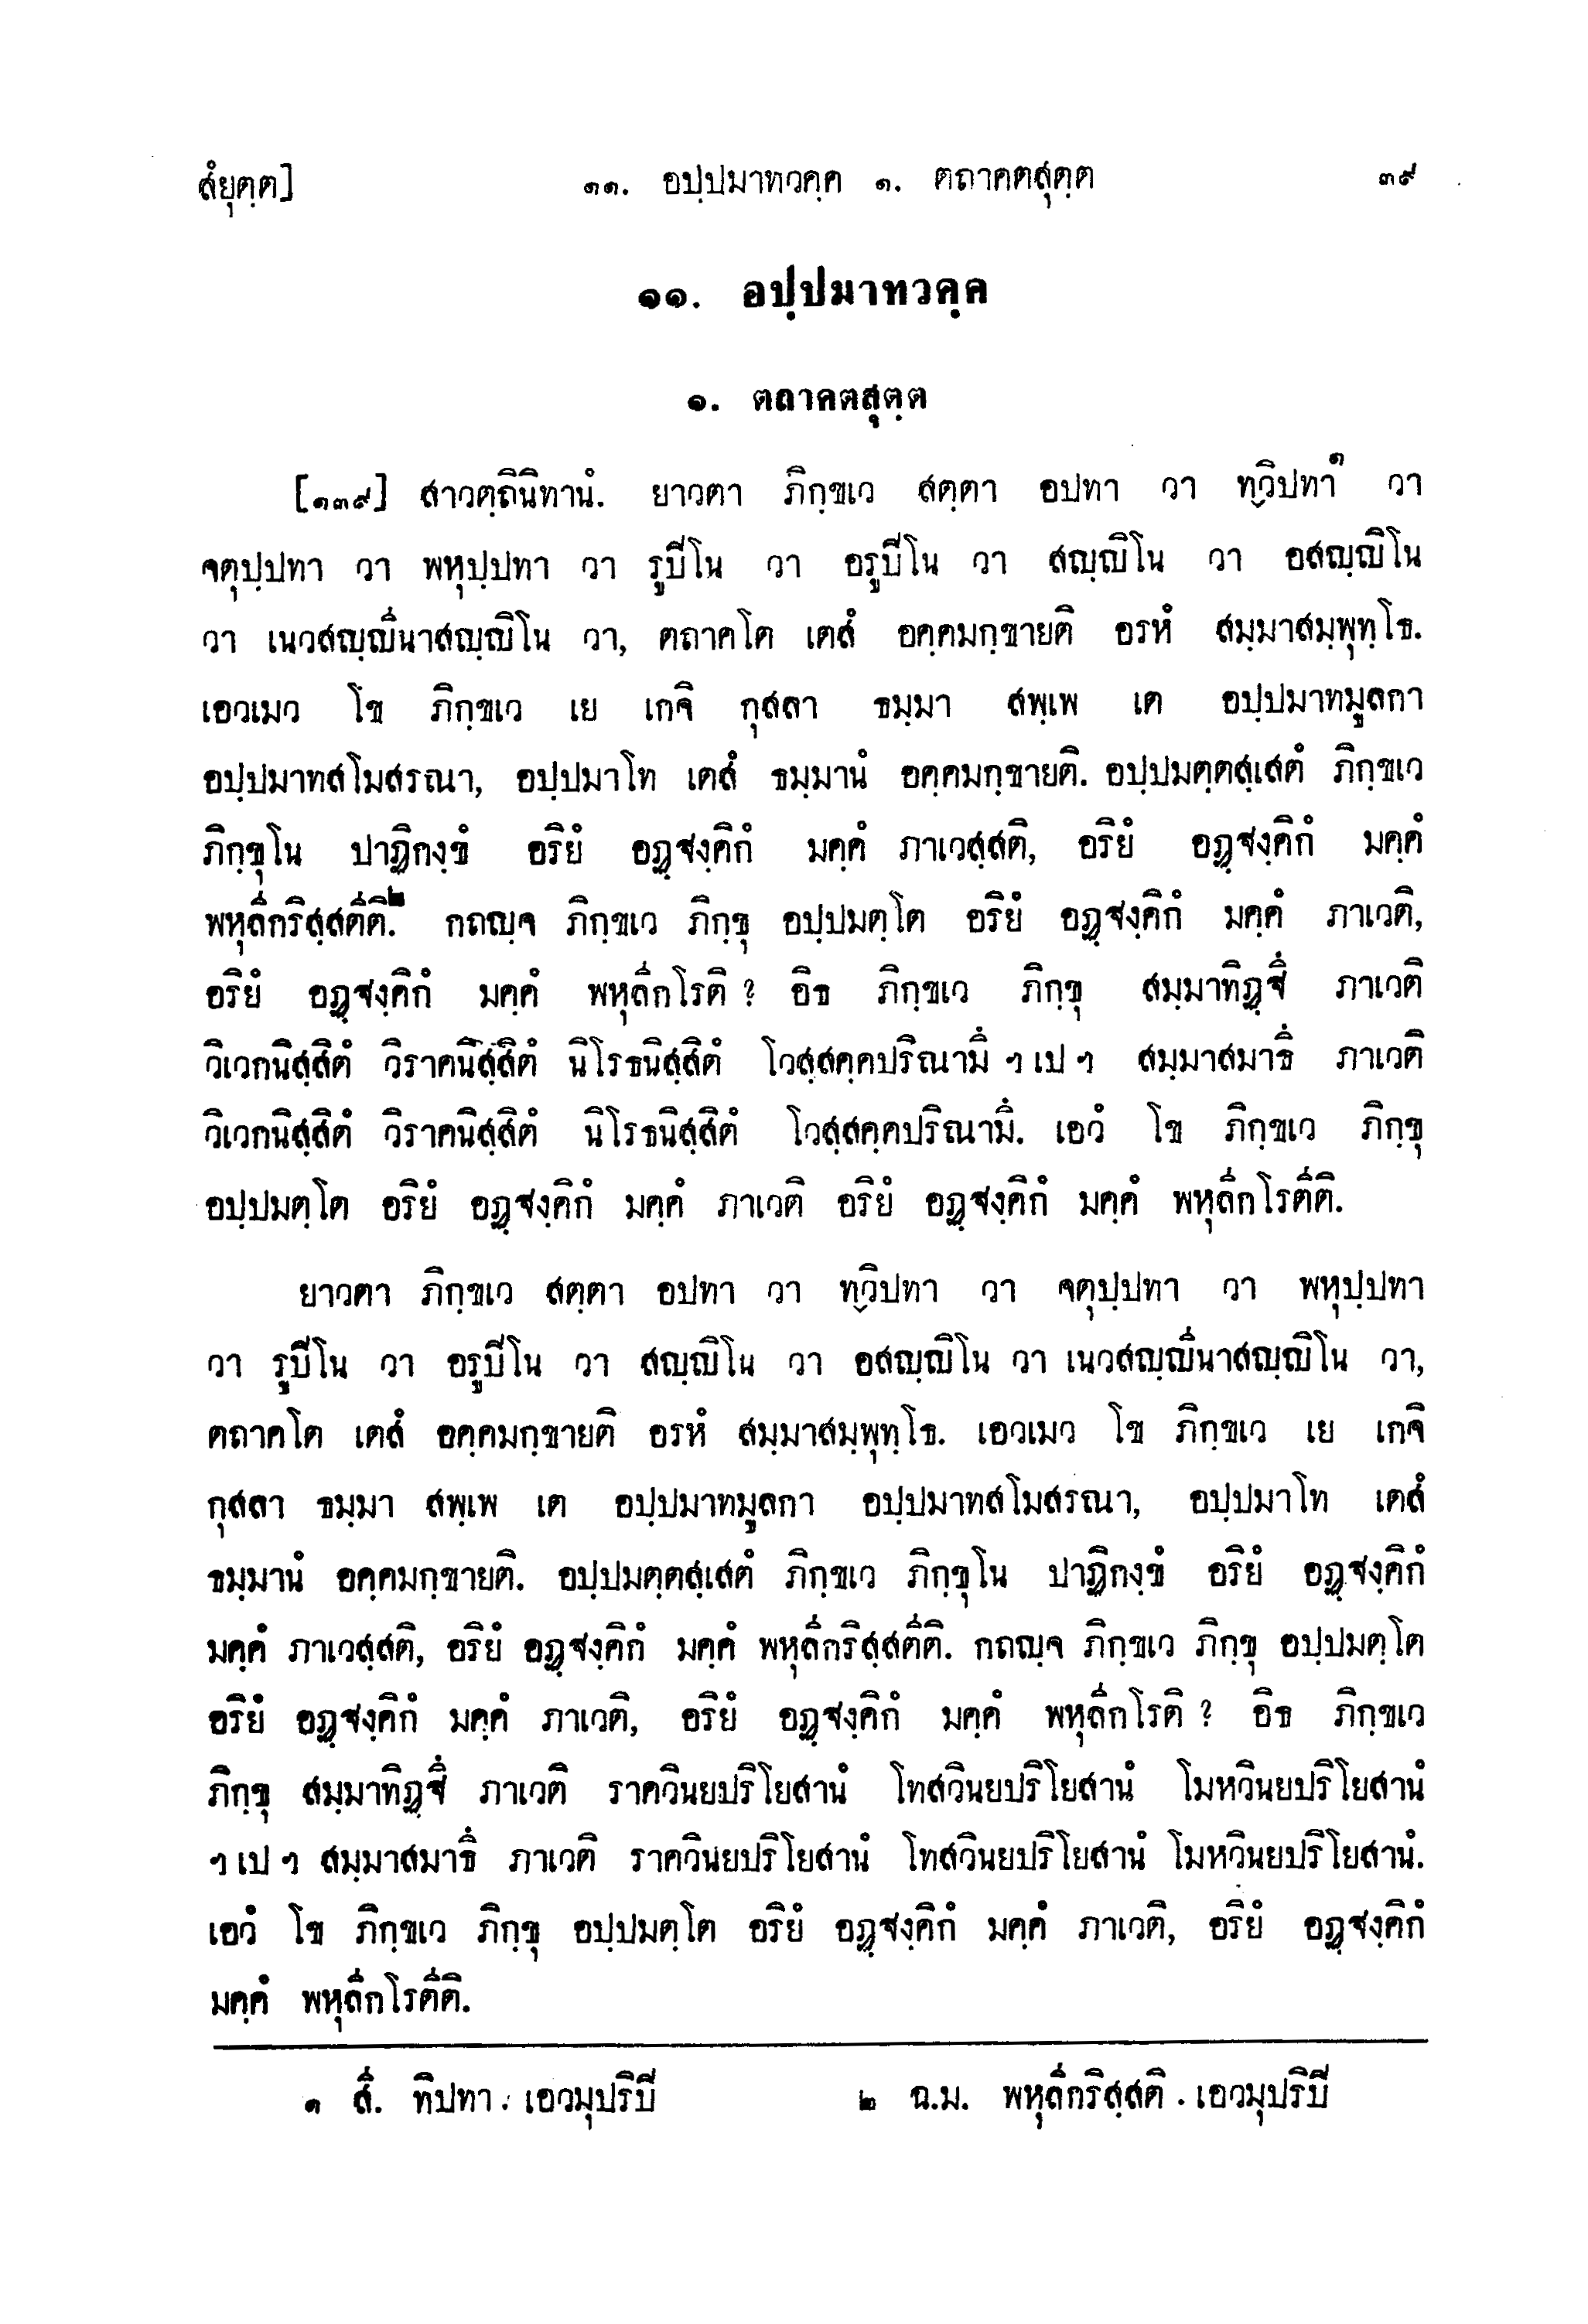 สํยุตฺต]
๑๑. อปฺปมาทวคฺค ๑. ตถาคตสุตฺต
๓๙
๑๑. อปฺปมาทวคฺค
๑. ตถาคตสุตฺต
[๑๓๙] สาวตฺถินิทานํ. ยาวตา ภิกฺขเว สตฺตา อปทา วา ทฺวิปทา๑ วา
จตุปฺปทา วา พหุปฺปทา วา รูปิโน วา อรูปิโน วา สญฺญิโน วา อสญฺญิโน
วา เนวสญฺญีนาสญฺญิโน วา, ตถาคโต เตสํ อคฺคมกฺขายติ อรหํ สมฺมาสมฺพุทฺโธ.
เอวเมว โข ภิกฺขเว เย เกจิ กุสลา ธมฺมา สพฺเพ เต อปฺปมาทมูลกา
อปฺปมาทสโมสรณา, อปฺปมาโท เตสํ ธมฺมานํ อคฺคมกฺขายติ. อปฺปมตฺตสฺเสตํ ภิกฺขเว
ภิกฺขุโน ปาฏิกงฺขํ อริยํ อฏฺฐงฺคิกํ มคฺคํ ภาเวสฺสติ, อริยํ อฏฺฐงฺคิกํ มคฺคํ
พหุลีกริสฺสตีติ.๒ กถญฺจ ภิกฺขเว ภิกฺขุ อปฺปมตฺโต อริยํ อฏฺฐงฺคิกํ มคฺคํ ภาเวติ,
อริยํ อฏฺฐงฺคิกํ มคฺคํ พหุลีกโรติ ? อิธ ภิกฺขเว ภิกฺขุ สมฺมาทิฏฺฐึ ภาเวติ
วิเวกนิสฺสิตํ วิราคนิสฺสิตํ นิโรธนิสฺสิตํ โวสฺสคฺคปริณามึ ฯ เป ฯ สมฺมาสมาธึ ภาเวติ
วิเวกนิสฺสิตํ วิราคนิสฺสิตํ นิโรธนิสฺสิตํ โวสฺสคฺคปริณามึ. เอวํ โข ภิกฺขเว ภิกฺขุ
อปฺปมตฺโต อริยํ อฏฺฐงฺคิกํ มคฺคํ ภาเวติ อริยํ อฏฺฐงฺคิกํ มคฺคํ พหุลีกโรตีติ.
ยาวตา ภิกฺขเว สตฺตา อปทา วา ทฺวิปทา วา จตุปฺปทา วา พหุปฺปทา
วา รูปิโน วา อรูปิโน วา สญฺญิโน วา อสญฺญิโน วา เนวสญฺญีนาสญฺญิโน วา,
ตถาคโต เตสํ อคฺคมกฺขายติ อรหํ สมฺมาสมฺพุทฺโธ. เอวเมว โข ภิกฺขเว เย เกจิ
กุสลา ธมฺมา สพฺเพ เต อปฺปมาทมูลกา อปฺปมาทสโมสรณา, อปฺปมาโท เตสํ
ธมฺมานํ อคฺคมกฺขายติ. อปฺปมตฺตสฺเสตํ ภิกฺขเว ภิกฺขุโน ปาฏิกงฺขํ อริยํ อฏฺฐงฺคิกํ
มคฺคํ ภาเวสฺสติ, อริยํ อฏฺฐงฺคิกํ มคฺคํ พหุลีกริสฺสตีติ. กถญฺจ ภิกฺขเว ภิกฺขุ อปฺปมตฺโต
อริยํ อฏฺฐงฺคิกํ มคฺคํ ภาเวติ, อริยํ อฏฺฐงฺคิกํ มคฺคํ พหุลีกโรติ ? อิธ ภิกฺขเว
ภิกฺขุ สมฺมาทิฏฺฐึ ภาเวติ ราควินยปริโยสานํ โทสวินยปริโยสานํ โมหวินยปริโยสานํ
ฯ เป ฯ สมฺมาสมาธึ ภาเวติ ราควินยปริโยสานํ โทสวินยปริโยสานํ โมหวินยปริโยสานํ.
เอวํ โข ภิกฺขเว ภิกฺขุ อปฺปมตฺโต อริยํ อฏฺฐงฺคิกํ มคฺคํ ภาเวติ, อริยํ อฏฺฐงฺคิกํ
มคฺคํ พหุลีกโรตีติ.
๑ สี. ทิปทา. เอวมุปริปิ
๒ ฉ.ม. พหุลีกริสฺสติ. เอวมุปริปิ